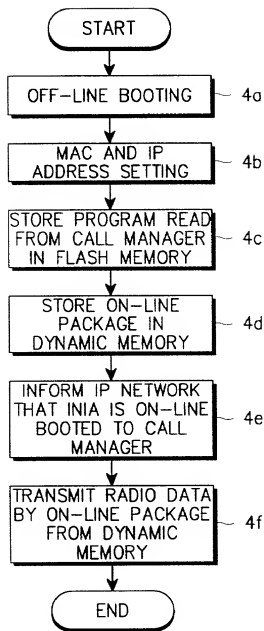 START
OFF-LINE BOOTING
4a
MAC AND IP
ADDRESS SETTING
4b
STORE PROGRAM READ
FROM CALL MANAGER
IN FLASH MEMORY
4c
STORE ON-LINE
PACKAGE IN
DYNAMIC MEMORY
4d
INFORM IP NETWORK
THAT INIA IS ON-LINE
BOOTED TO CALL
MANAGER
4e
TRANSMIT RADIO DATA
BY ON-LINE PACKAGE
FROM DYNAMIC
MEMORY
4f
END